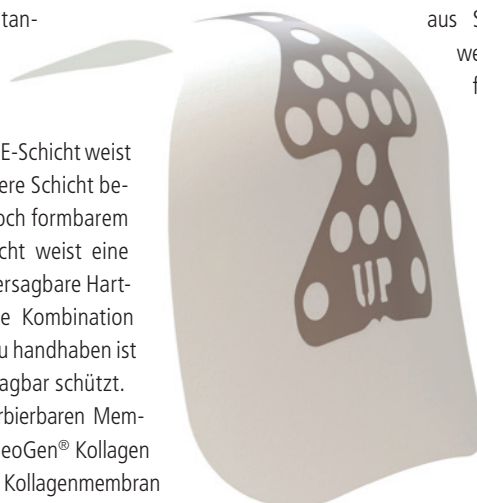 tan-
E-Schicht weist
ere Schicht be-
och formbarem
cht weist eine
ersagbare Hart-
e Kombination
u handhaben ist
agbar schützt.
rbierbaren Mem-
eoGen® Kollagen
Kollagenmembran
aus S
we
f
UP